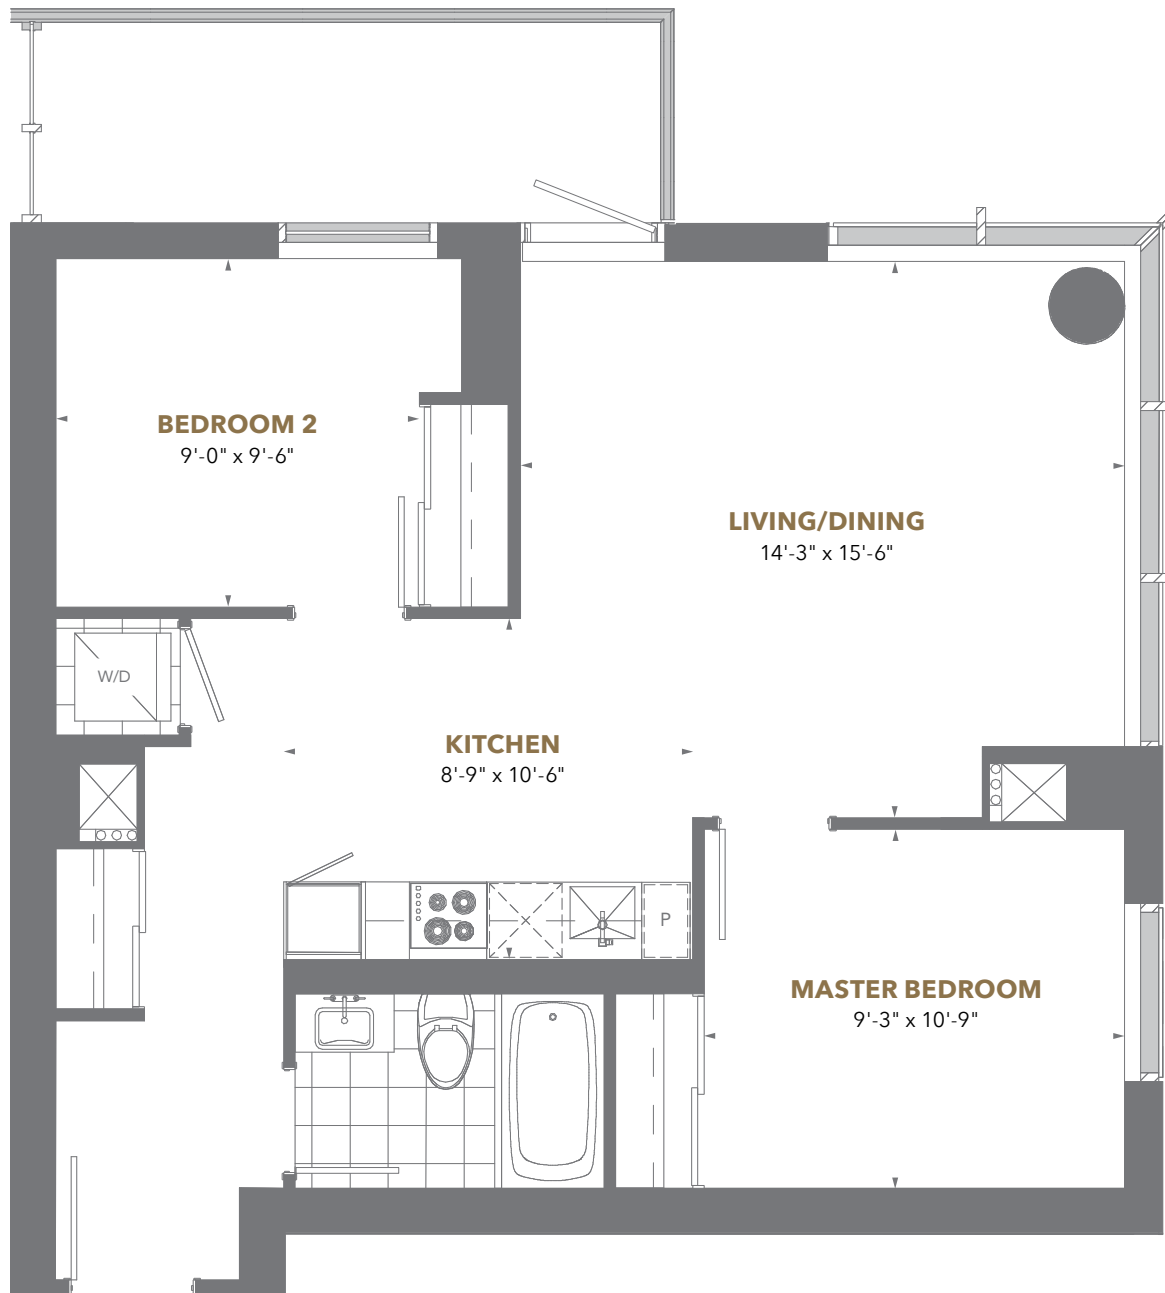 BEDROOM 2
9'-0" x 9'-6"
LIVING/DINING
14'-3" x 15'-6"
W/D
KITCHEN
8'-9" x 10'-6"
P
MASTER BEDROOM
9'-3" x 10'-9"